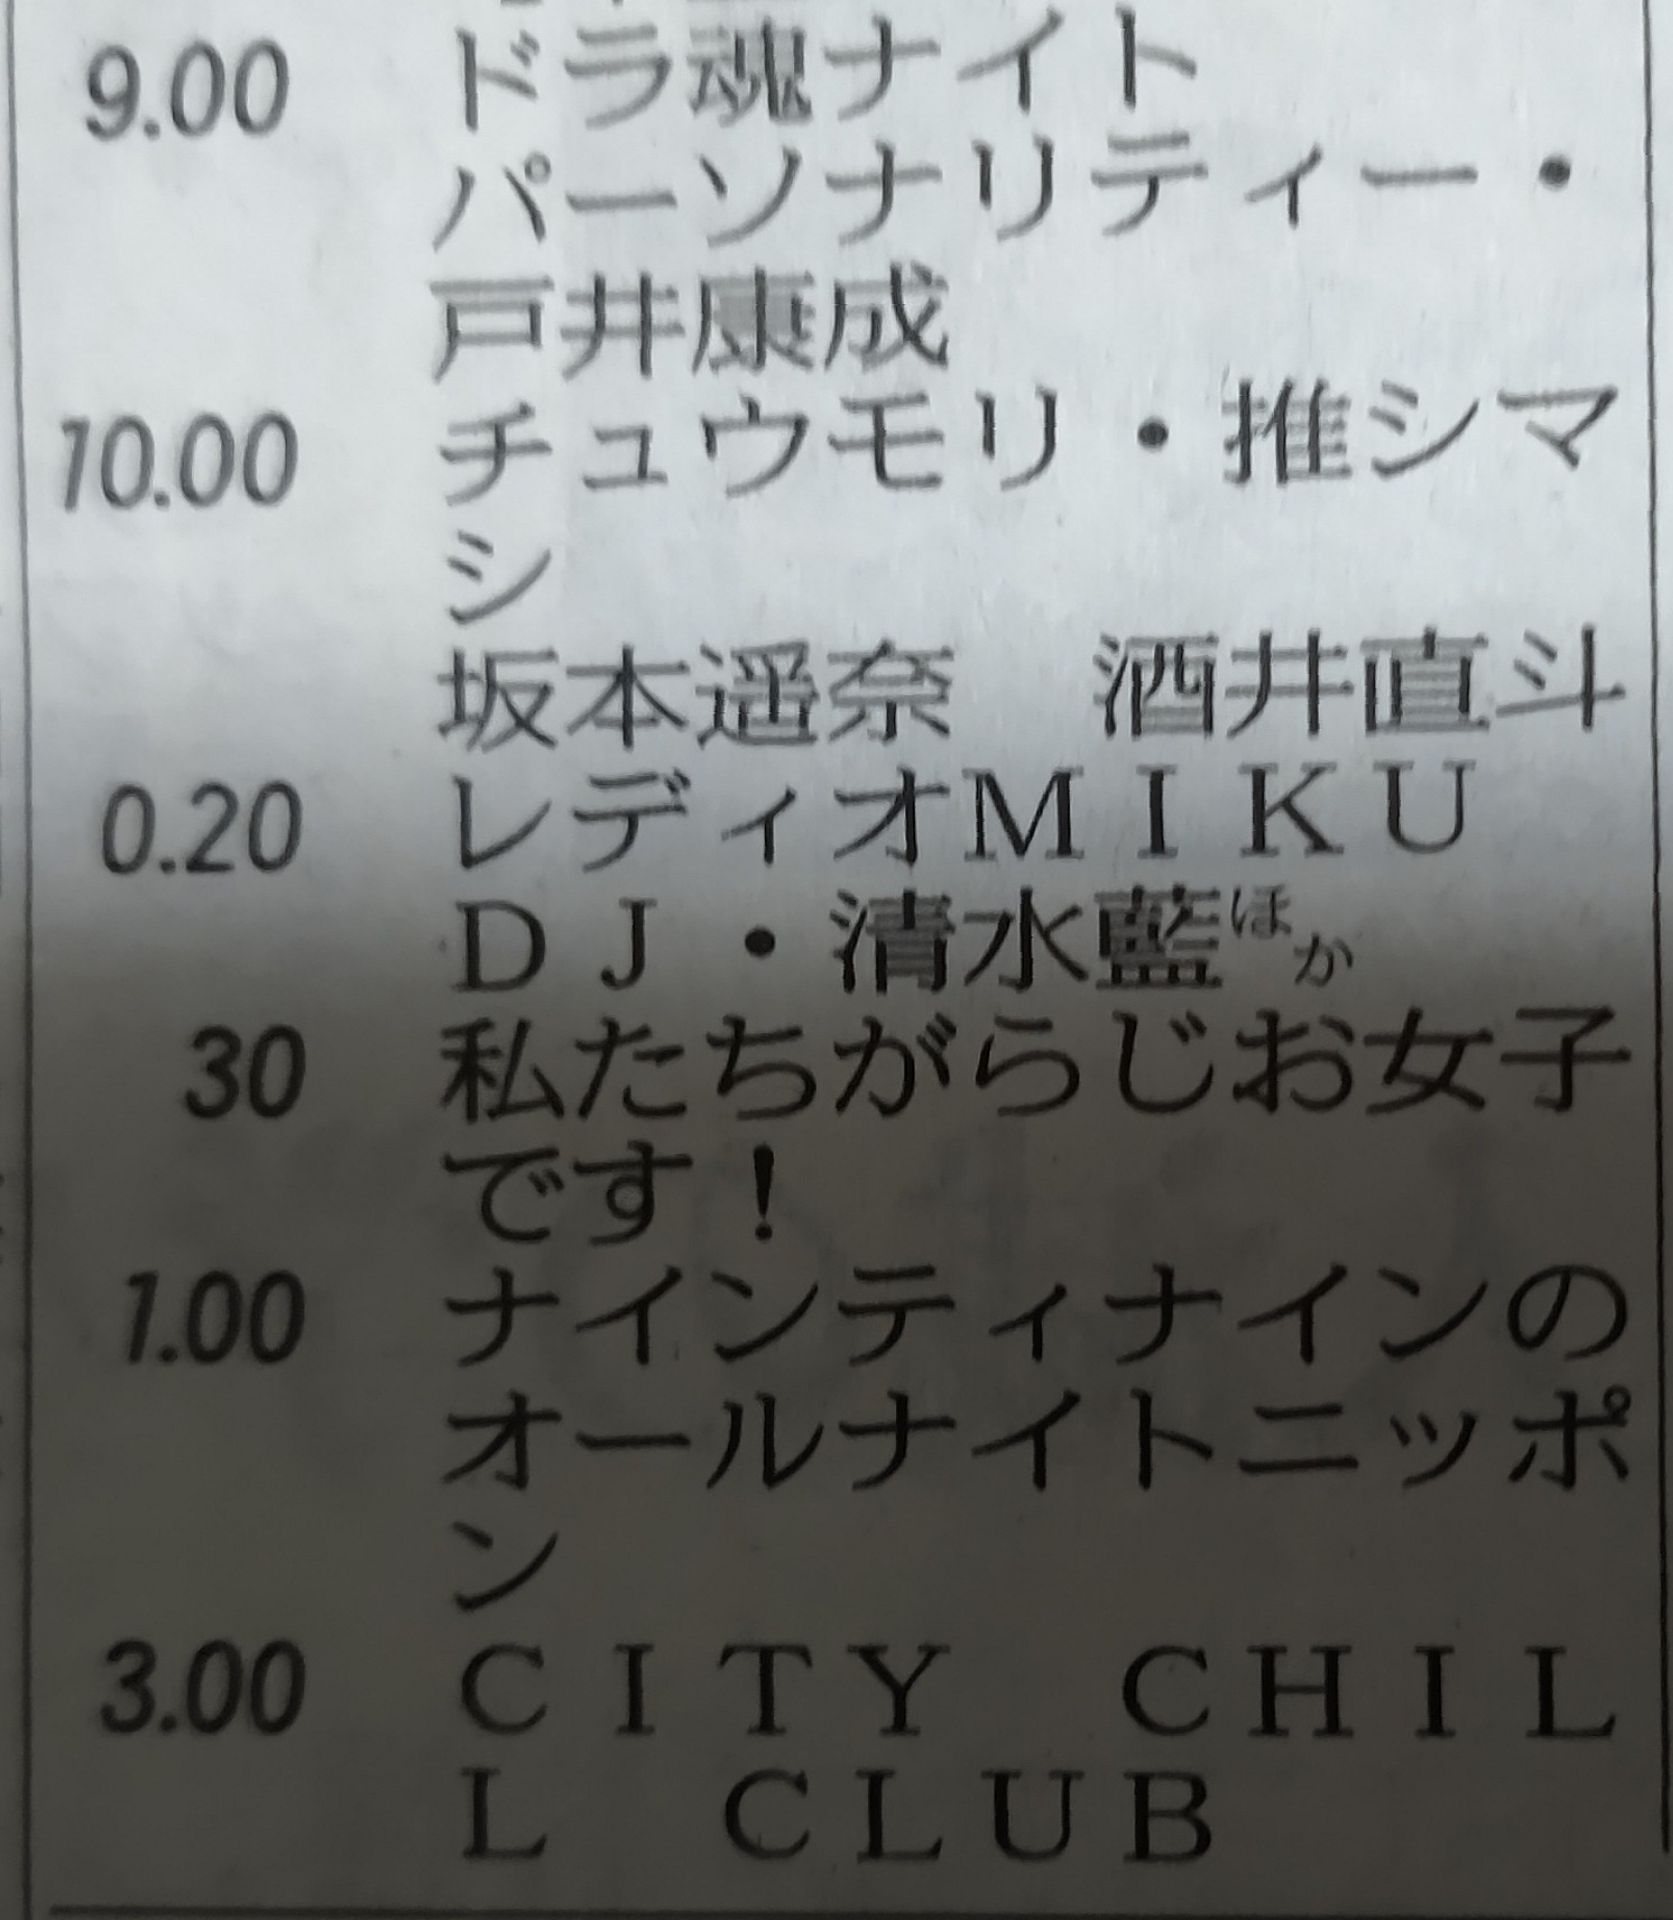 9.00 ドラ魂ナイト
パーソナリティー・
戸井康成
10.00 チュウモリ・推シマ
シ
坂本遥奈　酒井直斗
0.20 レディオMIKU
DJ・清水藍ほか
30 私たちがらじお女子
です！
1.00 ナインティナインの
オールナイトニッポ
ン
3.00 CITY CHIL
L CLUB